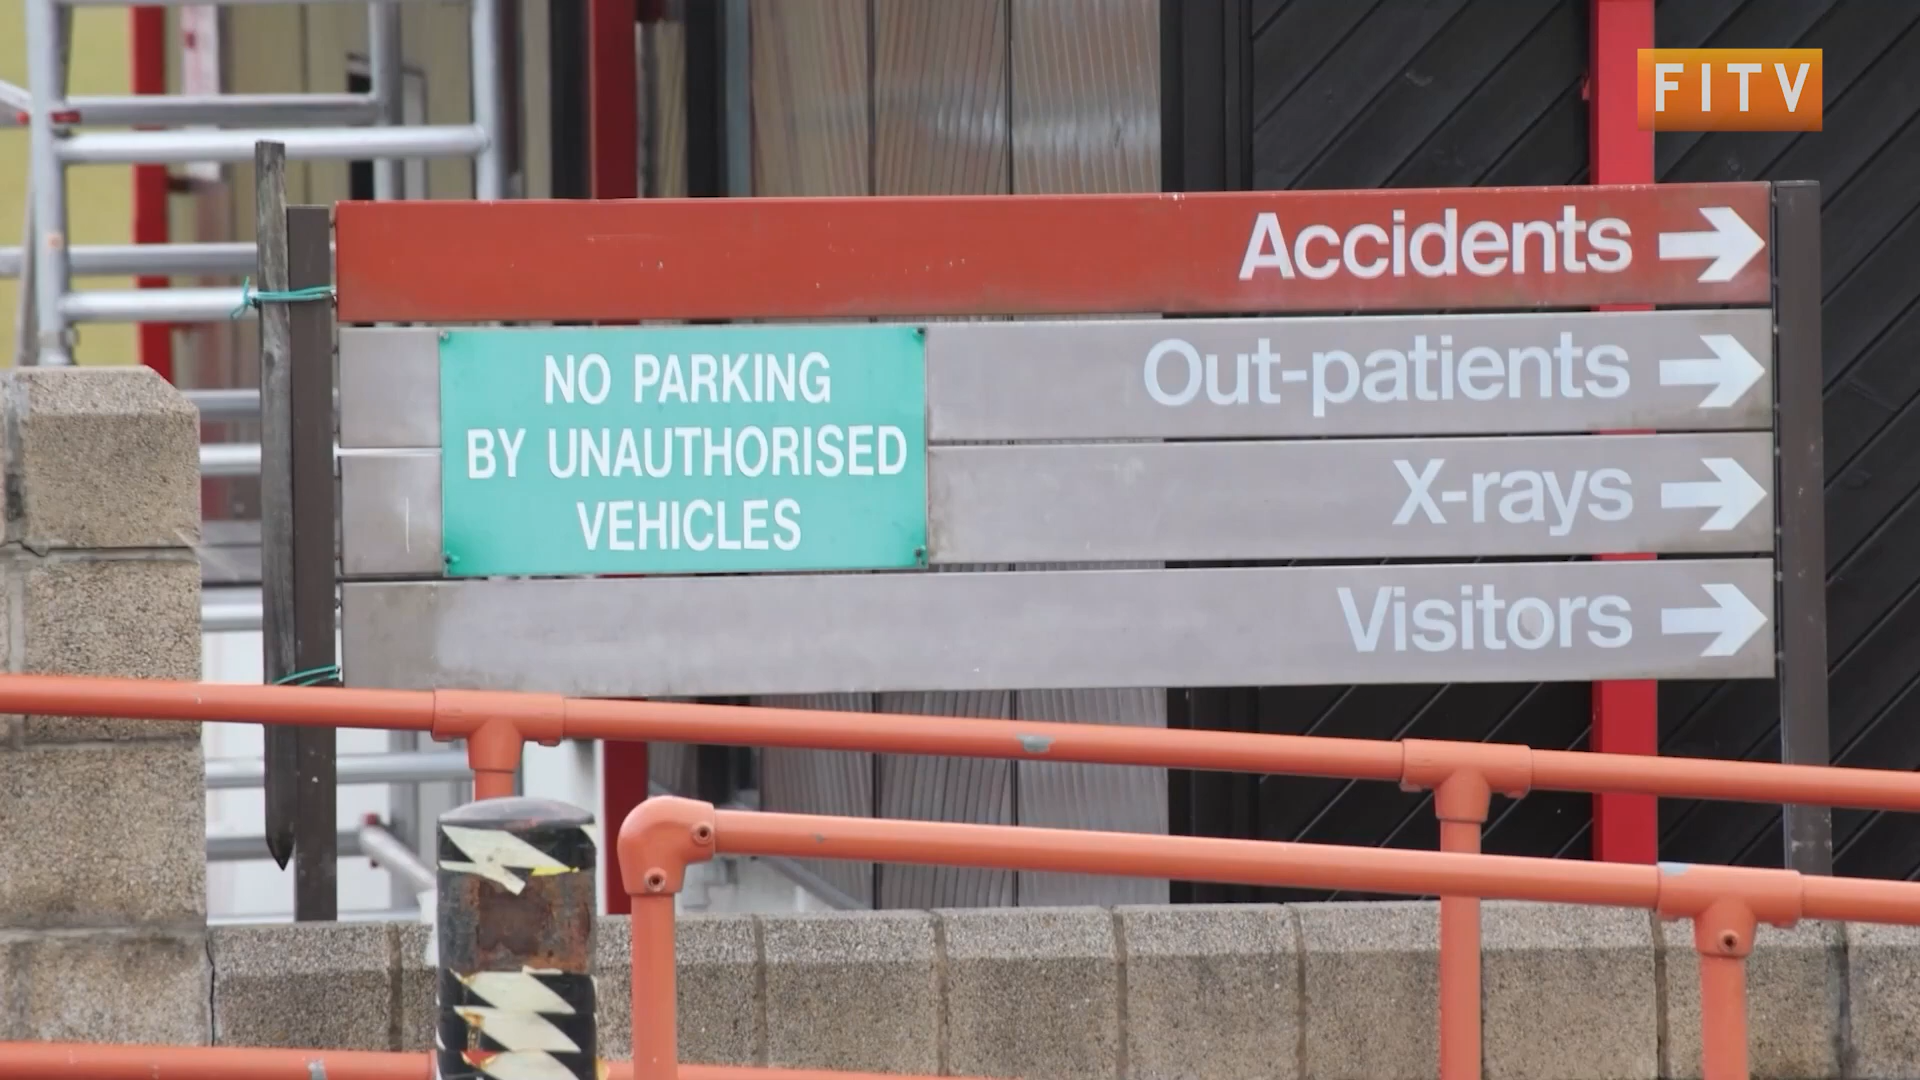 FITV
Accidents
Out-patients
X-rays
Visitors
NO PARKING
BY UNAUTHORISED
VEHICLES